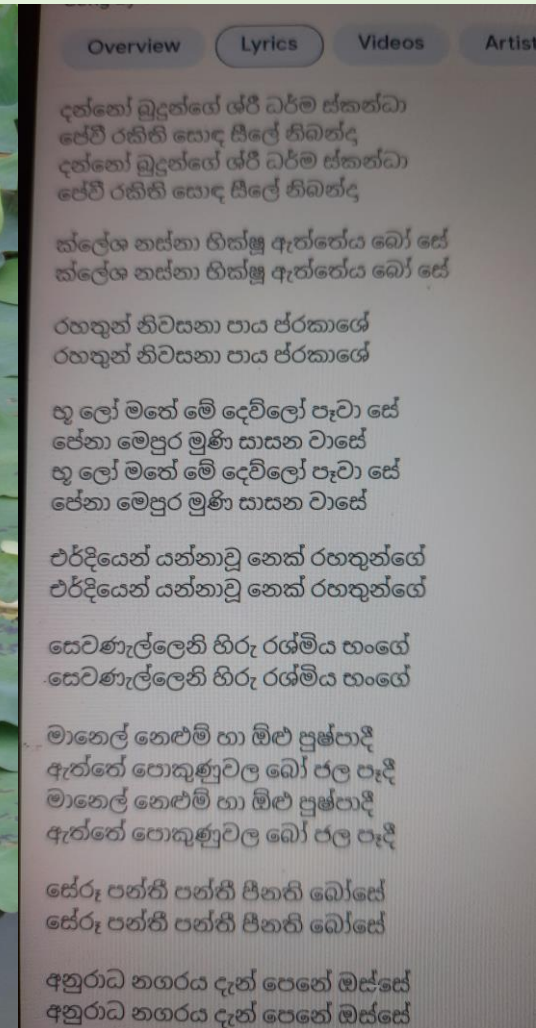 Overview Lyrics Videos Artist
දන්නෝ බුදුන්ගේ ශ්රී ධර්ම ස්කන්ධා
පේවී රකිති සොඳ සීලේ නිබන්ඳ
දන්නෝ බුදුන්ගේ ශ්රී ධර්ම ස්කන්ධා
පේවී රකිති සොඳ සීලේ නිබන්ඳ
ක්ලේශ නස්නා භික්ෂූ ඇත්තේය බෝ සේ
ක්ලේශ නස්නා භික්ෂූ ඇත්තේය බෝ සේ
රහතුන් නිවසනා පාය ප්රකාශේ
රහතුන් නිවසනා පාය ප්රකාශේ
භූ ලෝ මතේ මේ දෙව්ලෝ පෑවා සේ
පේනා මෙපුර මුණි සාසන වාසේ
භූ ලෝ මතේ මේ දෙව්ලෝ පෑවා සේ
පේනා මෙපුර මුණි සාසන වාසේ
එර්දියෙන් යන්නාවූ නෙක් රහතුන්ගේ
එර්දියෙන් යන්නාවූ නෙක් රහතුන්ගේ
සෙවණැල්ලෙනි හිරු රශ්මිය භංගේ
සෙවණැල්ලෙනි හිරු රශ්මිය භංගේ
මානෙල් නෙළුම් හා ඕළු පුෂ්පාදී
ඇත්තේ පොකුණුවල බෝ ජල පෑදී
මානෙල් නෙළුම් හා ඕළු පුෂ්පාදී
ඇත්තේ පොකුණුවල බෝ ජල පෑදී
සේරූ පන්තී පන්තී පීනති බෝසේ
සේරූ පන්තී පන්තී පීනති බෝසේ
අනුරාධ නගරය දැන් පෙනේ ඔස්සේ
අනුරාධ නගරය දැන් පෙනේ ඔස්සේ